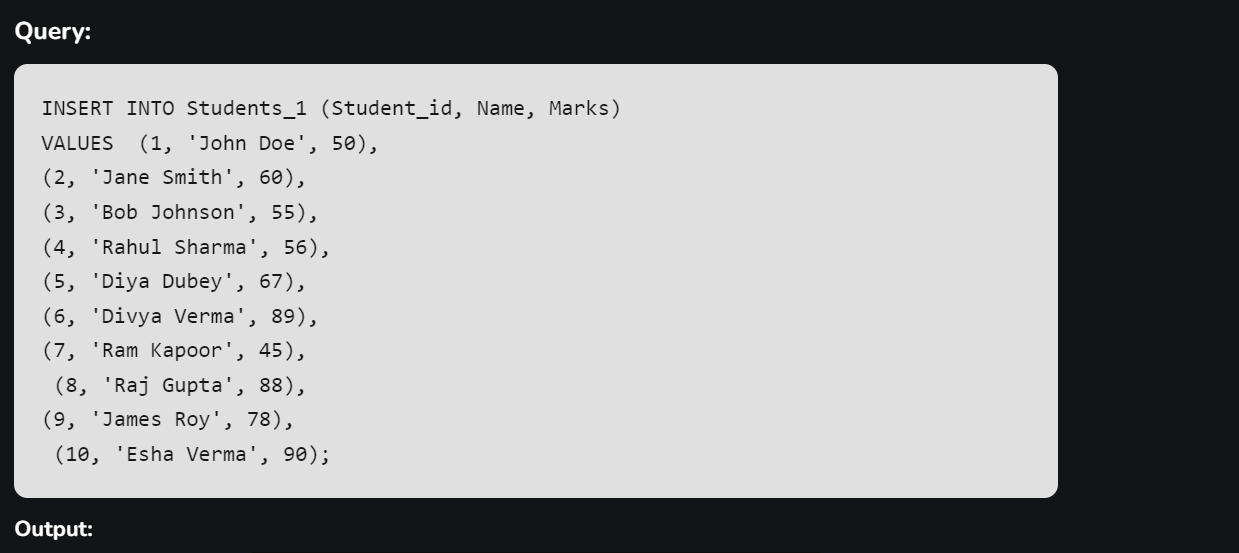 Query:
INSERT INTO Students_1 (Student_id, Name, Marks)
VALUES  (1, 'John Doe', 50),
(2, 'Jane Smith', 60),
(3, 'Bob Johnson', 55),
(4, 'Rahul Sharma', 56),
(5, 'Diya Dubey', 67),
(6, 'Divya Verma', 89),
(7, 'Ram Kapoor', 45),
 (8, 'Raj Gupta', 88),
(9, 'James Roy', 78),
 (10, 'Esha Verma', 90);
Output: